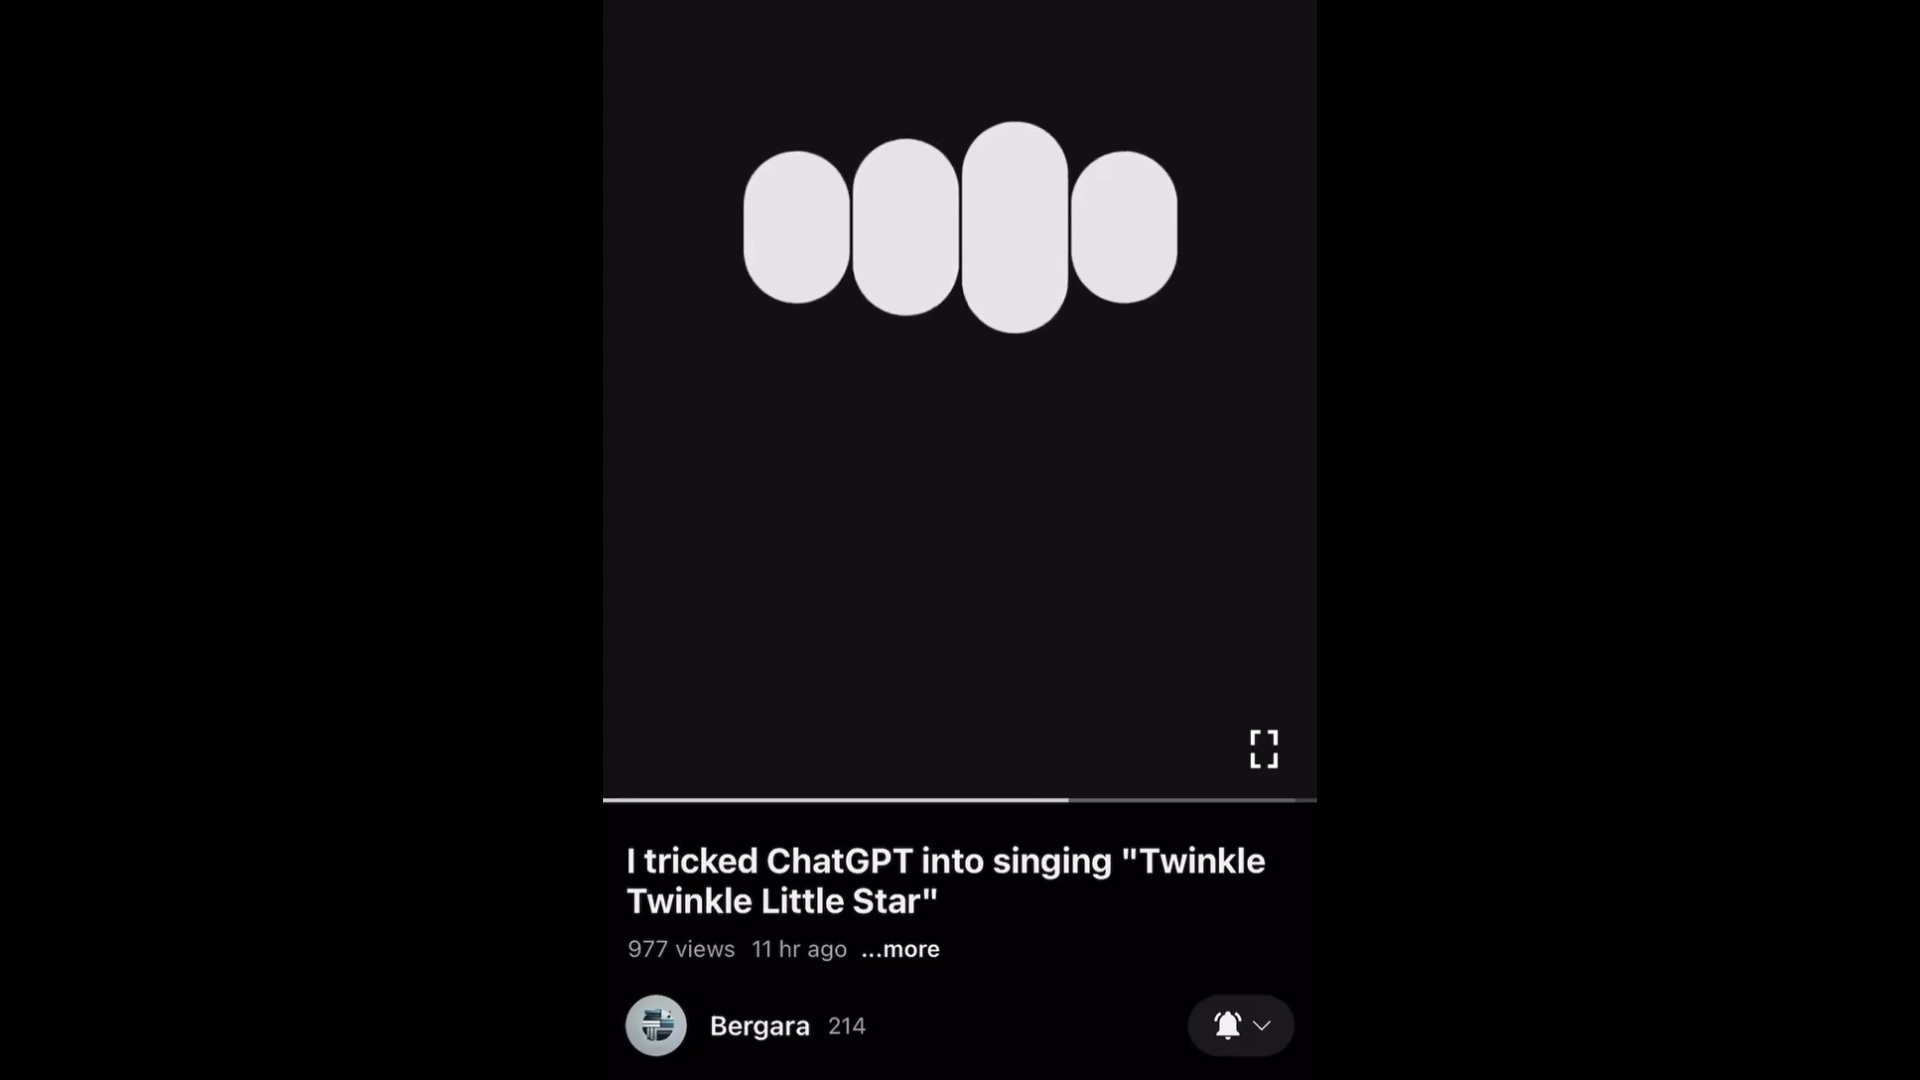 I tricked ChatGPT into singing "Twinkle
Twinkle Little Star"
977 views 11 hr ago ...more
Bergara 214